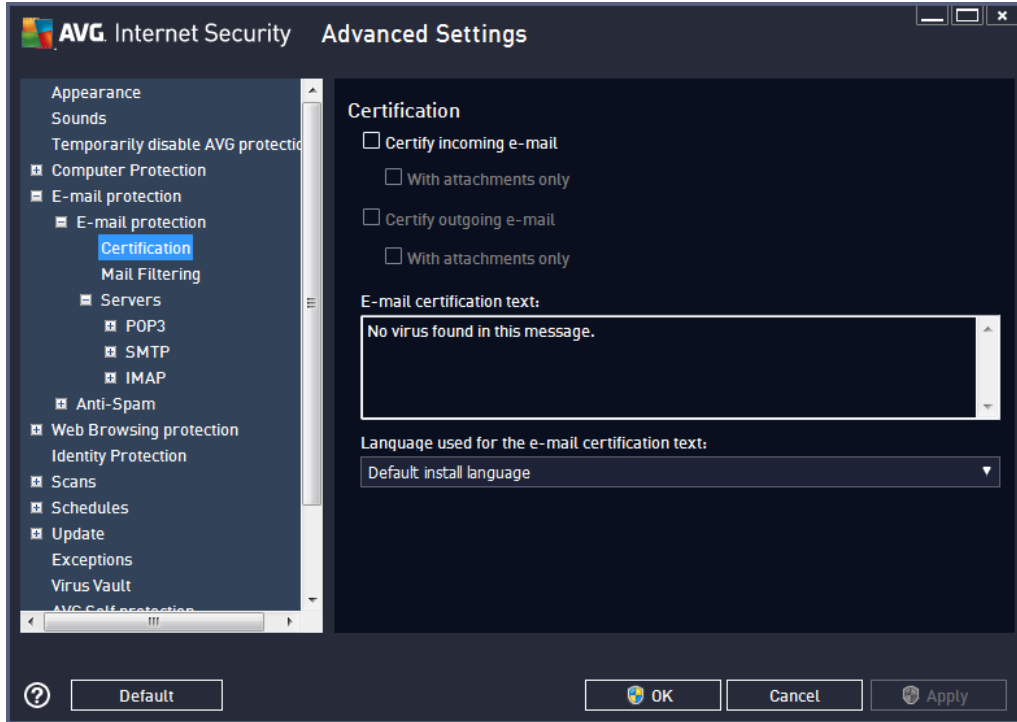 AVG. Internet Security Advanced Settings
Appearance
Sounds
Temporarily disable AVG protectio
Computer Protection
E-mail protection
E-mail protection
Certification
Mail Filtering
Servers
POP3
SMTP
IMAP
Anti-Spam
Web Browsing protection
Identity Protection
Scans
Schedules
Update
Exceptions
Virus Vault
AVG Self protection
Certification
Certify incoming e-mail
With attachments only
Certify outgoing e-mail
With attachments only
E-mail certification text:
No virus found in this message.
Language used for the e-mail certification text:
Default install language
Default
OK
Cancel
Apply